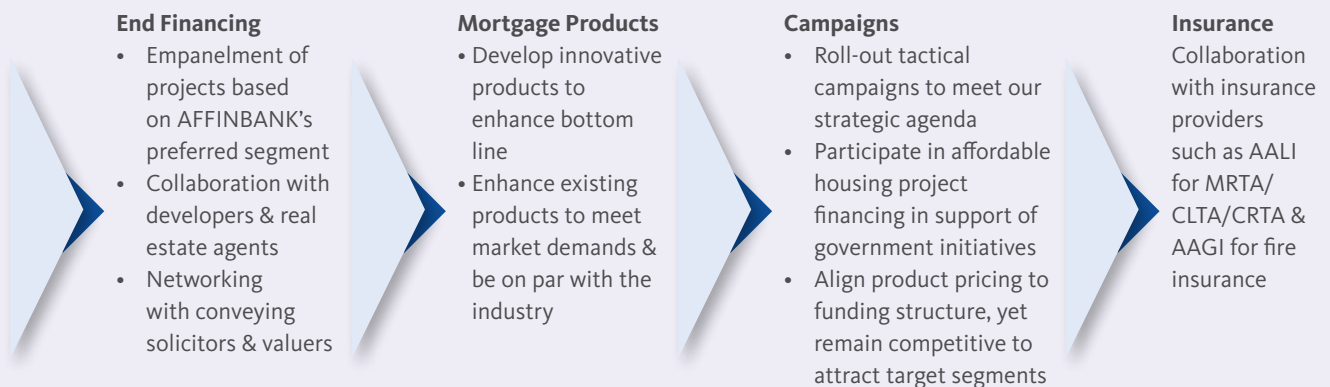 End Financing
• Empanelment of
projects based
on AFFINBANK's
preferred segment
• Collaboration with
developers & real
estate agents
• Networking
with conveying
solicitors & valuers
Mortgage Products
• Develop innovative
products to
enhance bottom
line
• Enhance existing
products to meet
market demands &
be on par with the
industry
Campaigns
• Roll-out tactical
campaigns to meet our
strategic agenda
• Participate in affordable
housing project
financing in support of
government initiatives
• Align product pricing to
funding structure, yet
remain competitive to
attract target segments
Insurance
Collaboration
with insurance
providers
such as AALI
for MRTA/
CLTA/CRTA &
AAGI for fire
insurance